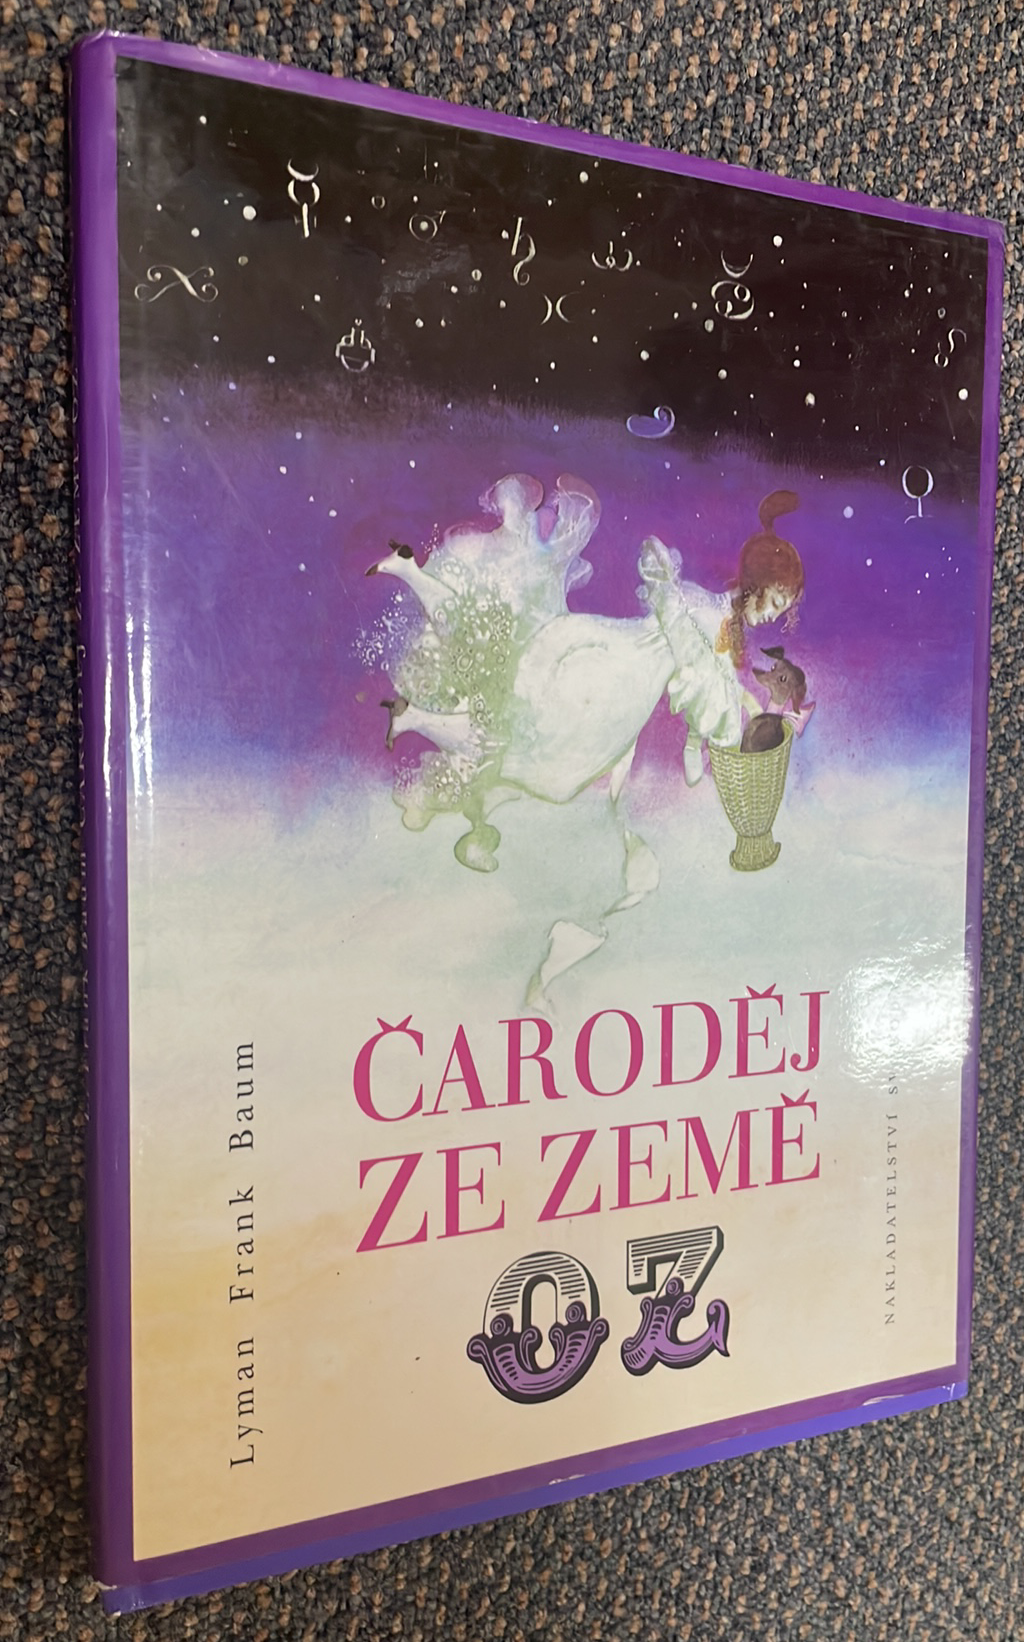 Lyman Frank Baum
ČARODĚJ
ZE ZEMĚ
OZ
NAKLADATELSTVÍ